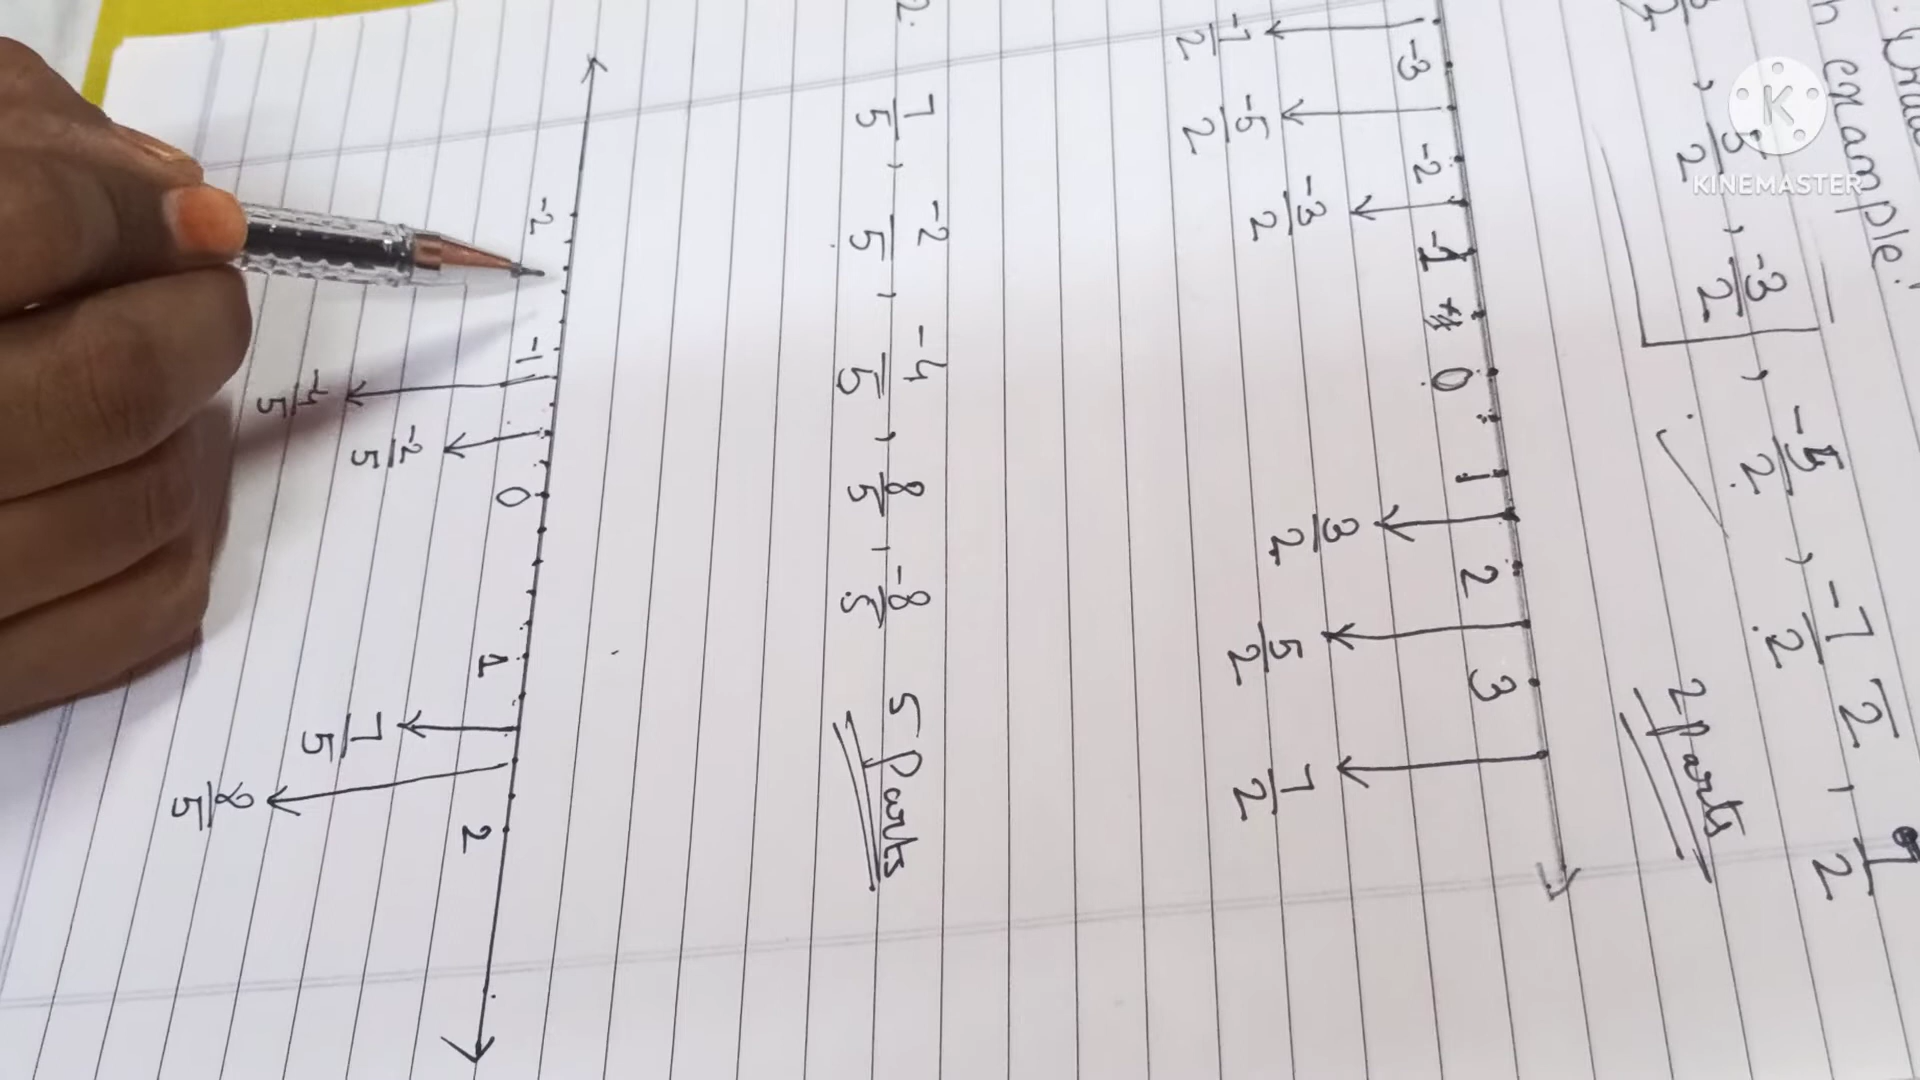 h example!
, 5/2, -3/2, -5/2, -7/2, 7/2
2 Parts
-3 -2 -1 0 1 2 3
-7/2 -5/2 -3/2 3/2 5/2 7/2
2. 7/5, -2/5, -4/5, 8/5, -8/5 5 Parts
-2 -1 0 1 2
-4/5 -2/5 7/5 8/5
K
KINEMASTER